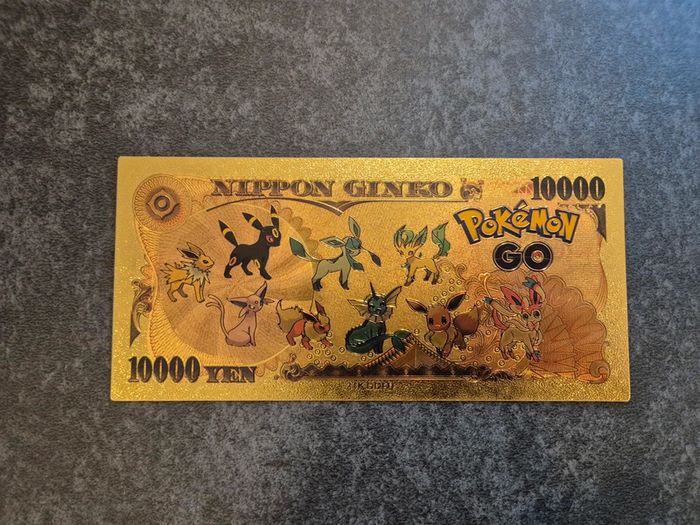 NIPPON GINKO
10000
POKÉMON
GO
10000 YEN